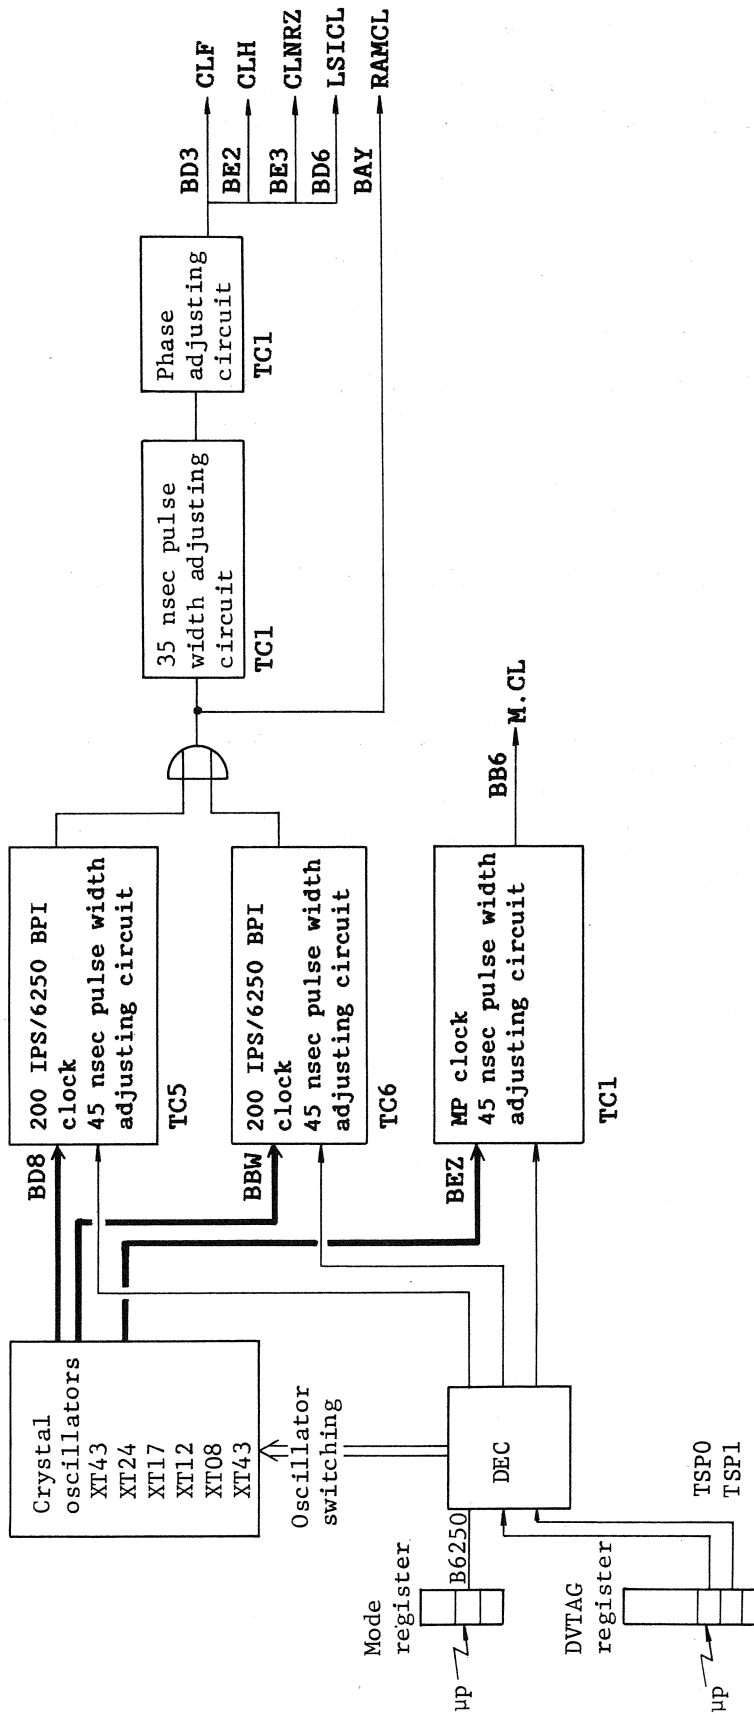 Crystal
oscillators
XT43
XT24
XT17
XT12
XT08
XT43
Oscillator
switching
Mode
register
µp
B6250
DEC
DVTAG
register
µp
TSP0
TSP1
BD8
200 IPS/6250 BPI
clock
45 nsec pulse width
adjusting circuit
TC5
BBW
200 IPS/6250 BPI
clock
45 nsec pulse width
adjusting circuit
TC6
BEZ
MP clock
45 nsec pulse width
adjusting circuit
TC1
BB6
M.CL
35 nsec pulse
width adjusting
circuit
TC1
Phase
adjusting
circuit
TC1
BD3 CLF
BE2 CLH
BE3 CLNRZ
BD6 LSICL
BAY RAMCL